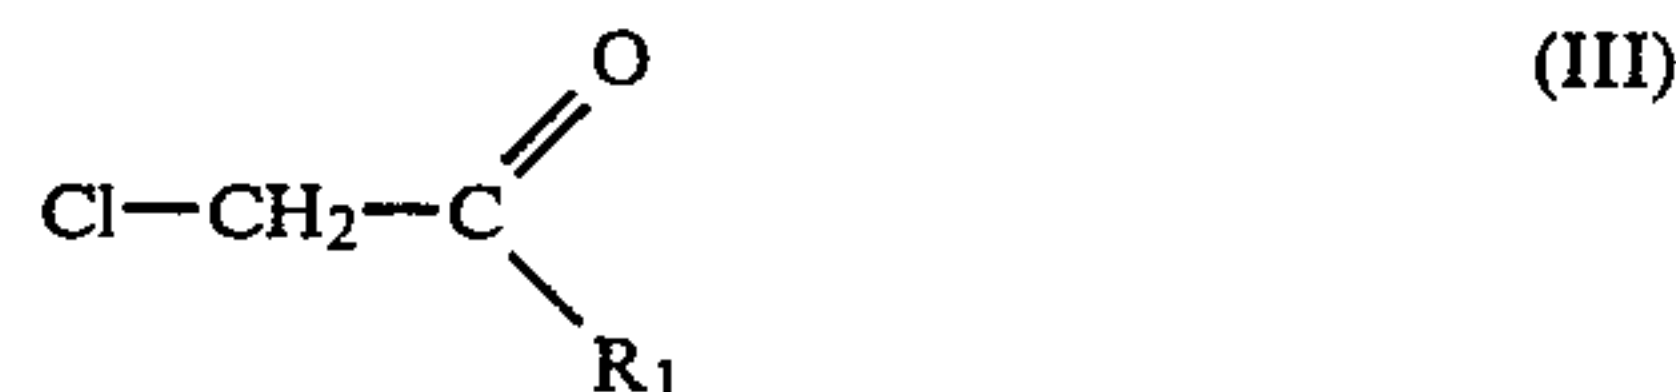 O (III)
Cl—CH₂—C
R₁